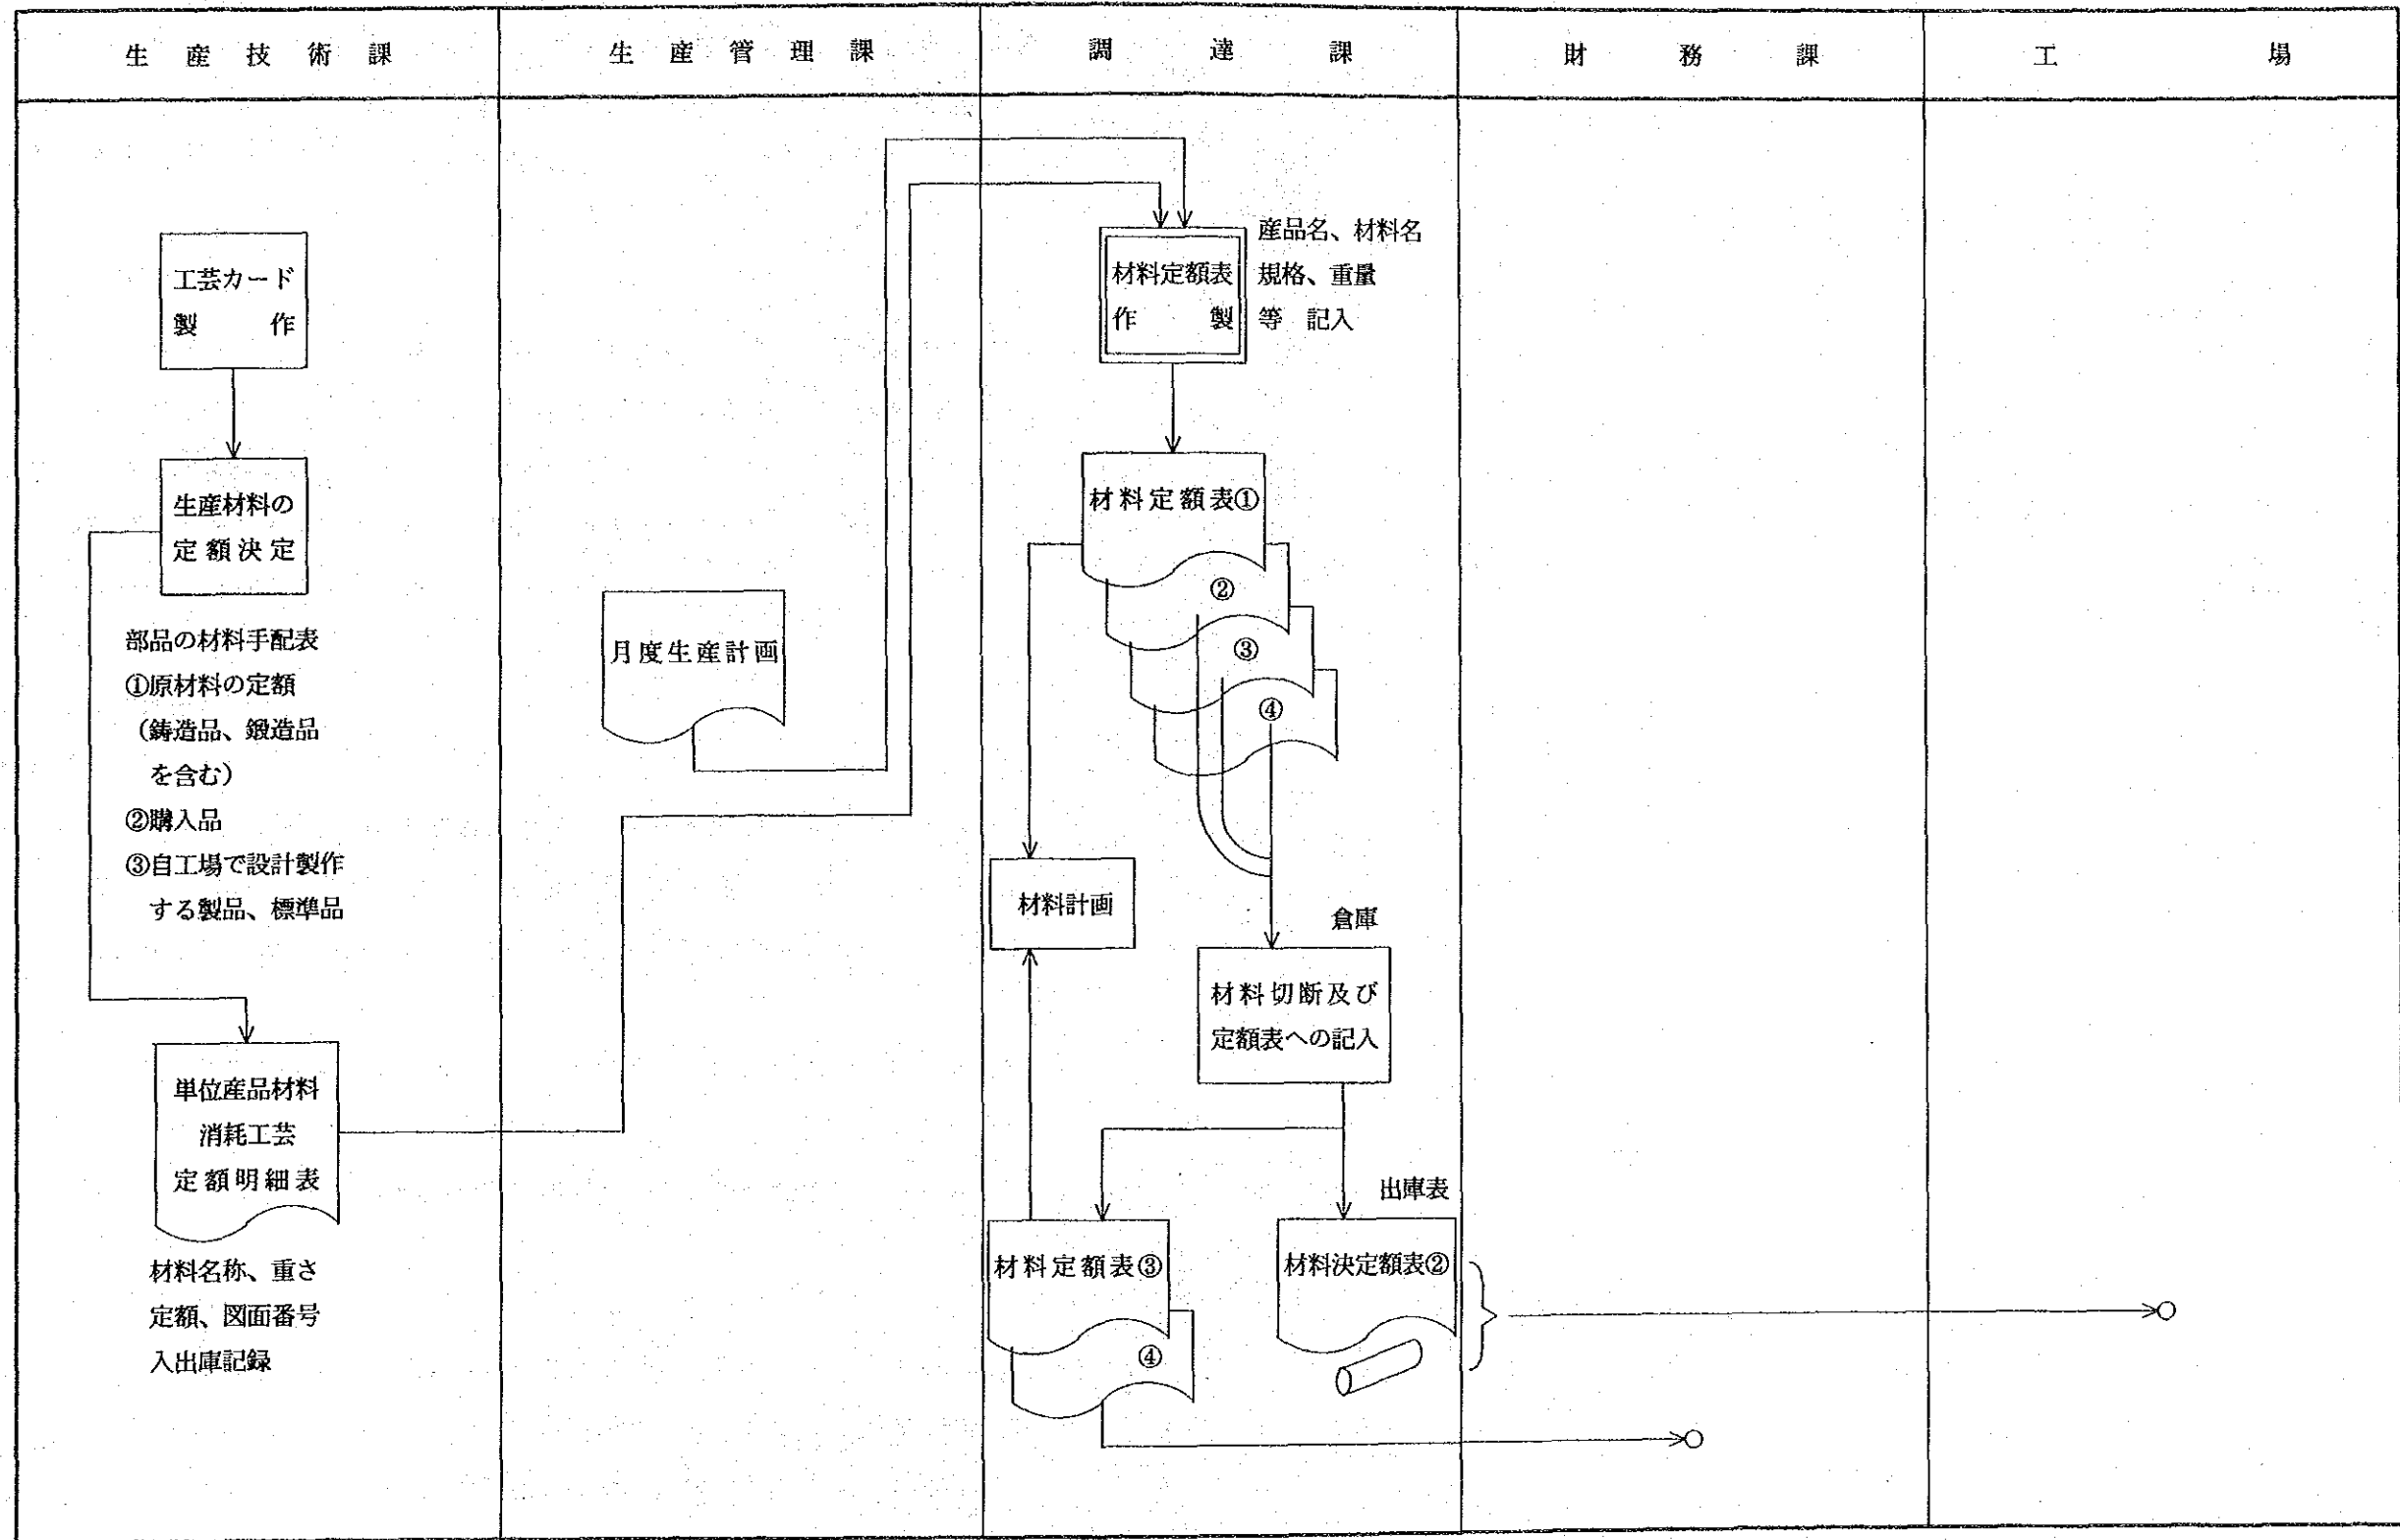 生産技術課
生産管理課
調達課
財務課
工場
工芸カード
製作
生産材料の
定額決定
部品の材料手配表
①原材料の定額
(鋳造品、鍛造品
を含む)
②購入品
③自工場で設計製作
する製品、標準品
単位産品材料
消耗工芸
定額明細表
材料名称、重さ
定額、図面番号
入出庫記録
月度生産計画
材料定額表
作製
産品名、材料名
規格、重量
等 記入
材料定額表①
②
③
④
材料計画
倉庫
材料切断及び
定額表への記入
材料定額表③
④
出庫表
材料決定額表②